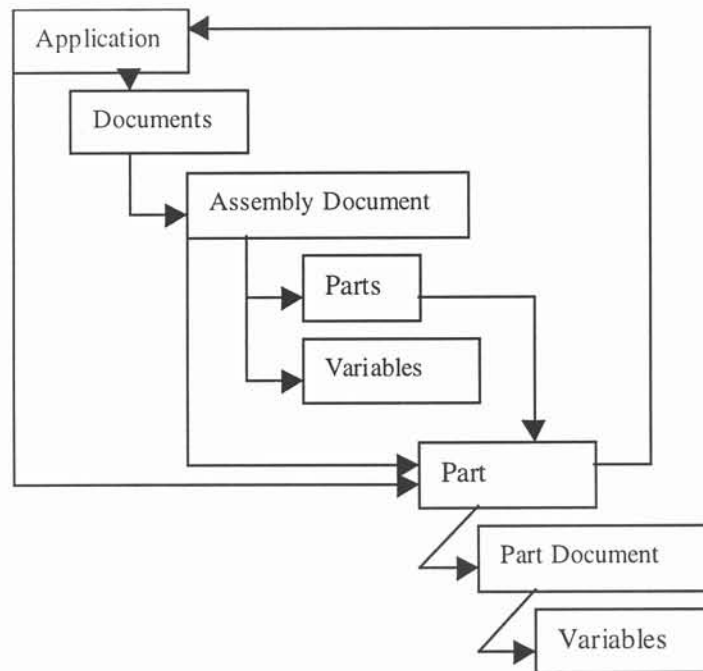 Application
Documents
Assembly Document
Parts
Variables
Part
Part Document
Variables